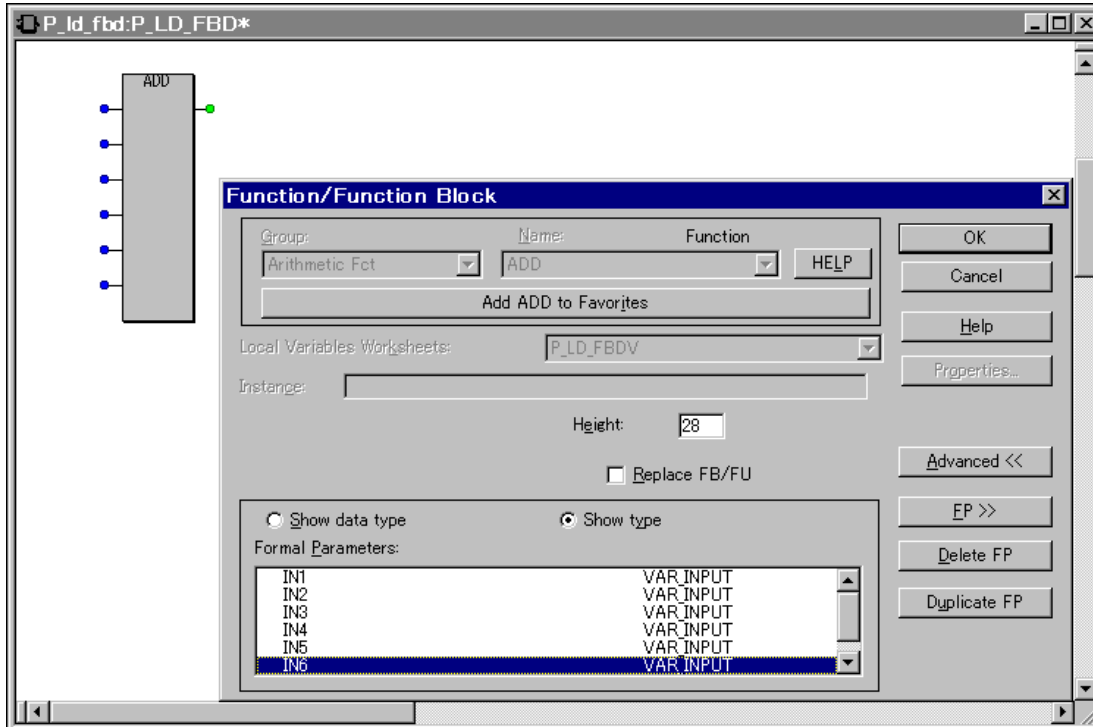 P_ld_fbd:P_LD_FBD*
ADD
Function/Function Block
Group:
Name:
Function
Arithmetic Fct
ADD
HELP
Add ADD to Favorites
Local Variables Worksheets:
P_LD_FBDV
Instance:
Height:
28
Replace FB/FU
Show data type
Show type
Formal Parameters:
IN1 VAR_INPUT
IN2 VAR_INPUT
IN3 VAR_INPUT
IN4 VAR_INPUT
IN5 VAR_INPUT
IN6 VAR_INPUT
OK
Cancel
Help
Properties...
Advanced <<
FP >>
Delete FP
Duplicate FP